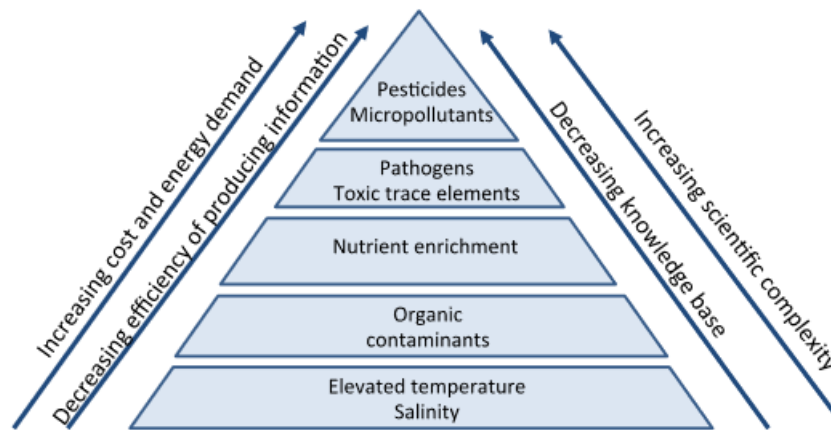 Increasing cost and energy demand
Decreasing efficiency of producing information
Pesticides
Micropollutants
Pathogens
Toxic trace elements
Nutrient enrichment
Organic
contaminants
Elevated temperature
Salinity
Decreasing knowledge base
Increasing scientific complexity